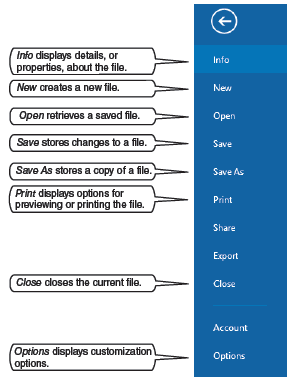 Info displays details, or
properties, about the file.
Info
New creates a new file.
New
Open retrieves a saved file.
Open
Save stores changes to a file.
Save
Save As stores a copy of a file.
Save As
Print displays options for
previewing or printing the file.
Print
Share
Export
Close closes the current file.
Close
Account
Options displays customization
options.
Options